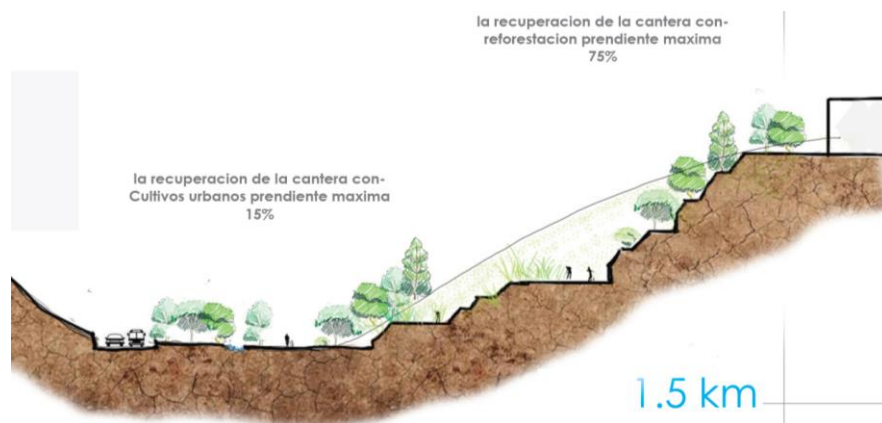 la recuperacion de la cantera con-
reforestacion prendiente maxima
75%
la recuperacion de la cantera con-
Cultivos urbanos prendiente maxima
15%
1.5 km